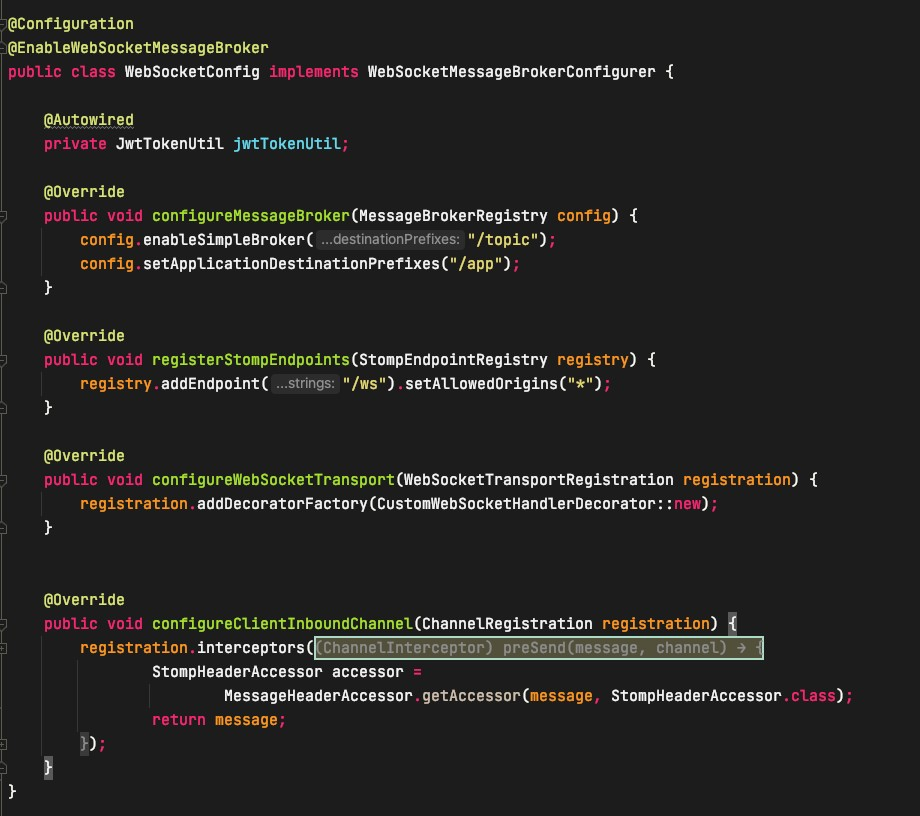 @Configuration
@EnableWebSocketMessageBroker
public class WebSocketConfig implements WebSocketMessageBrokerConfigurer {
@Autowired
private JwtTokenUtil jwtTokenUtil;
@Override
public void configureMessageBroker(MessageBrokerRegistry config) {
config.enableSimpleBroker( ...destinationPrefixes: "/topic");
config.setApplicationDestinationPrefixes("/app");
}
@Override
public void registerStompEndpoints(StompEndpointRegistry registry) {
registry.addEndpoint( ...strings: "/ws").setAllowedOrigins("*");
}
@Override
public void configureWebSocketTransport(WebSocketTransportRegistration registration) {
registration.addDecoratorFactory(CustomWebSocketHandlerDecorator::new);
}
@Override
public void configureClientInboundChannel(ChannelRegistration registration) {
registration.interceptors((ChannelInterceptor) preSend(message, channel) → {
StompHeaderAccessor accessor =
MessageHeaderAccessor.getAccessor(message, StompHeaderAccessor.class);
return message;
});
}
}